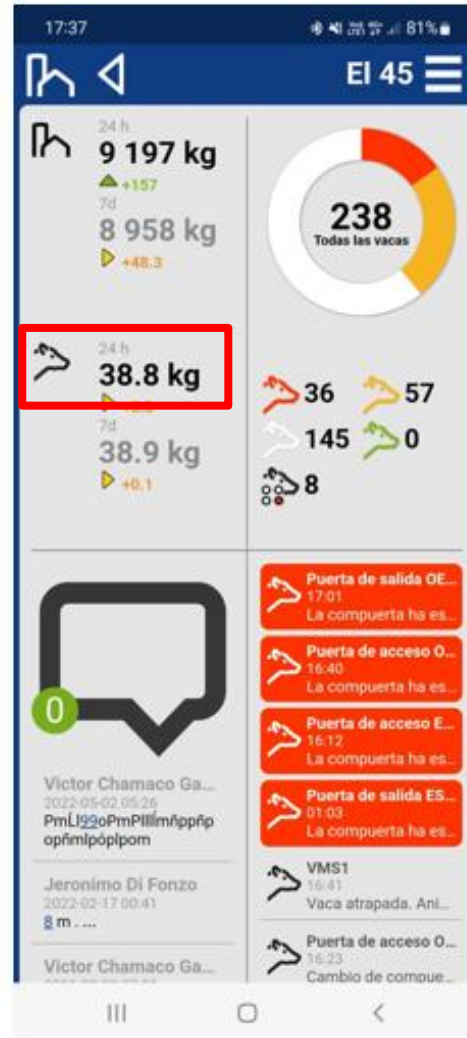 17:37
81%
El 45
24 h
9 197 kg
+157
7d
8 958 kg
+48.3
238
Todas las vacas
24 h
38.8 kg
7d
38.9 kg
+0.1
36
57
145
0
8
0
Victor Chamaco Ga...
2022-05-02 05:26
opñmlpóplpom
Jeronimo Di Fonzo
2022-02-17 00:41
8 m . ....
Victor Chamaco Ga...
Puerta de salida OE...
17:01
La compuerta ha es...
Puerta de acceso O...
16:40
La compuerta ha es...
Puerta de acceso E...
16:12
La compuerta ha es...
Puerta de salida ES...
01:03
La compuerta ha es...
VMS1
16:41
Vaca atrapada. Ani...
Puerta de acceso O...
16:23
Cambio de compue...